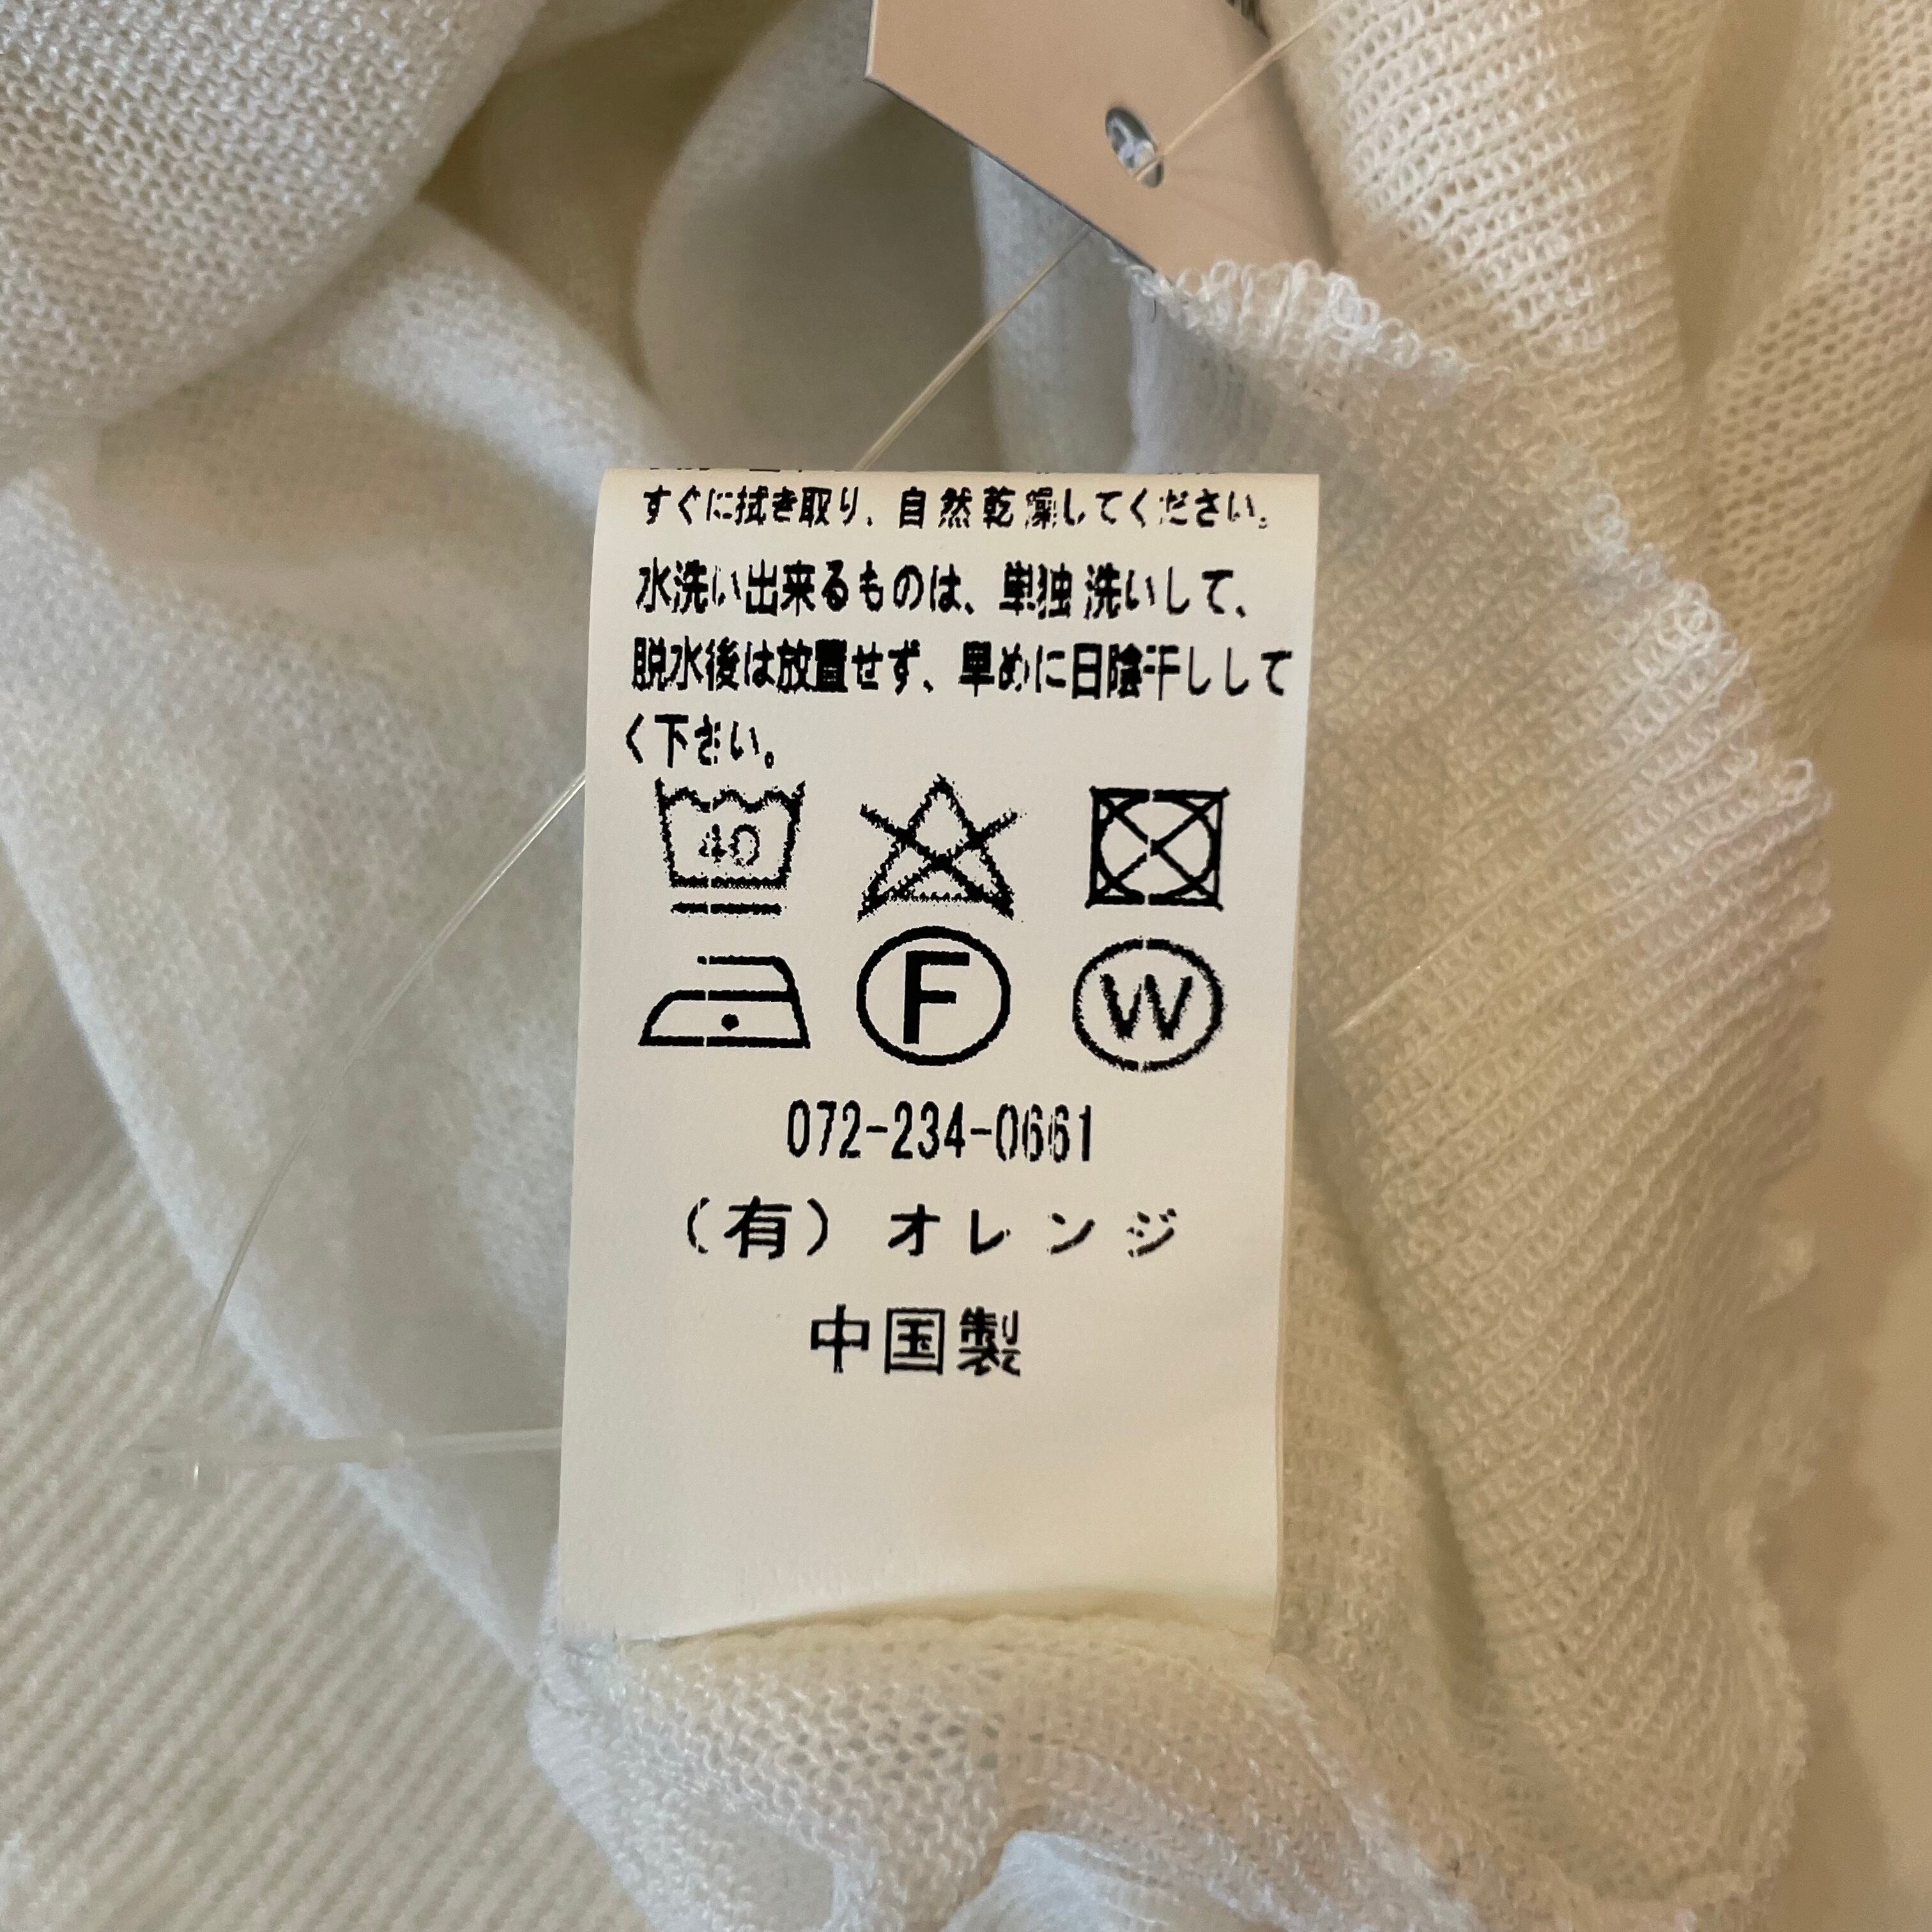 すぐに拭き取り、自然乾燥してください。
水洗い出来るものは、単独洗いして、
脱水後は放置せず、早めに日陰干しして
く下さい。
40
F
W
072-234-0661
(有)オレンジ
中国製